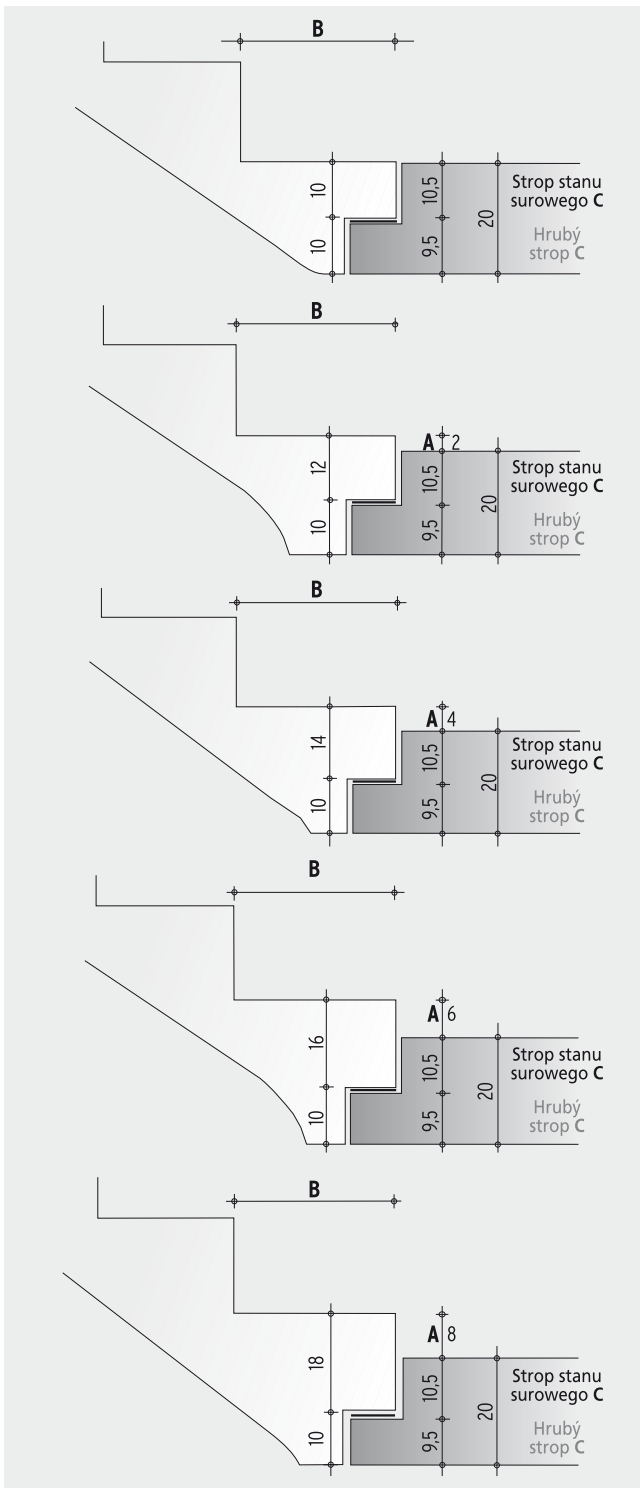 B
10
10
10,5
9,5
20
Strop stanu
surowego C
Hrubý
strop C
B
12
10
A 2
10,5
9,5
20
Strop stanu
surowego C
Hrubý
strop C
B
14
10
A 4
10,5
9,5
20
Strop stanu
surowego C
Hrubý
strop C
B
16
10
A 6
10,5
9,5
20
Strop stanu
surowego C
Hrubý
strop C
B
18
10
A 8
10,5
9,5
20
Strop stanu
surowego C
Hrubý
strop C